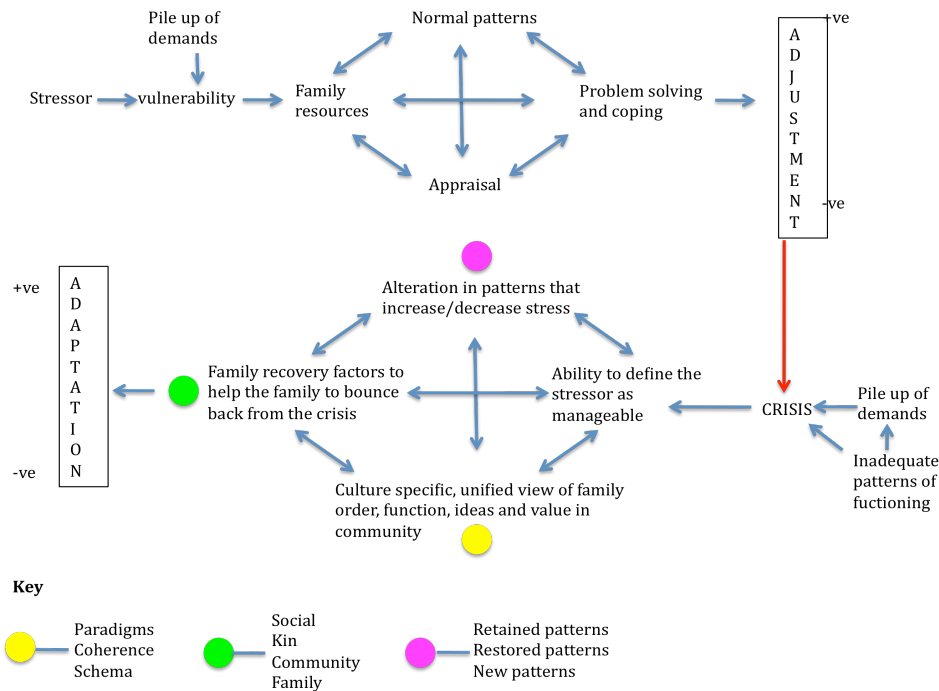 Pile up of
demands
Normal patterns
+ve
Stressor
vulnerability
Family
resources
Problem solving
and coping
Appraisal
A
D
J
U
S
T
M
E
N
T
-ve
Alteration in patterns that
increase/decrease stress
+ve
A
D
A
P
T
A
T
I
O
N
-ve
Family recovery factors to
help the family to bounce
back from the crisis
Ability to define the
stressor as
manageable
CRISIS
Pile up of
demands
Inadequate
patterns of
fuctioning
Culture specific, unified view of family
order, function, ideas and value in
community
Key
Paradigms
Coherence
Schema
Social
Kin
Community
Family
Retained patterns
Restored patterns
New patterns